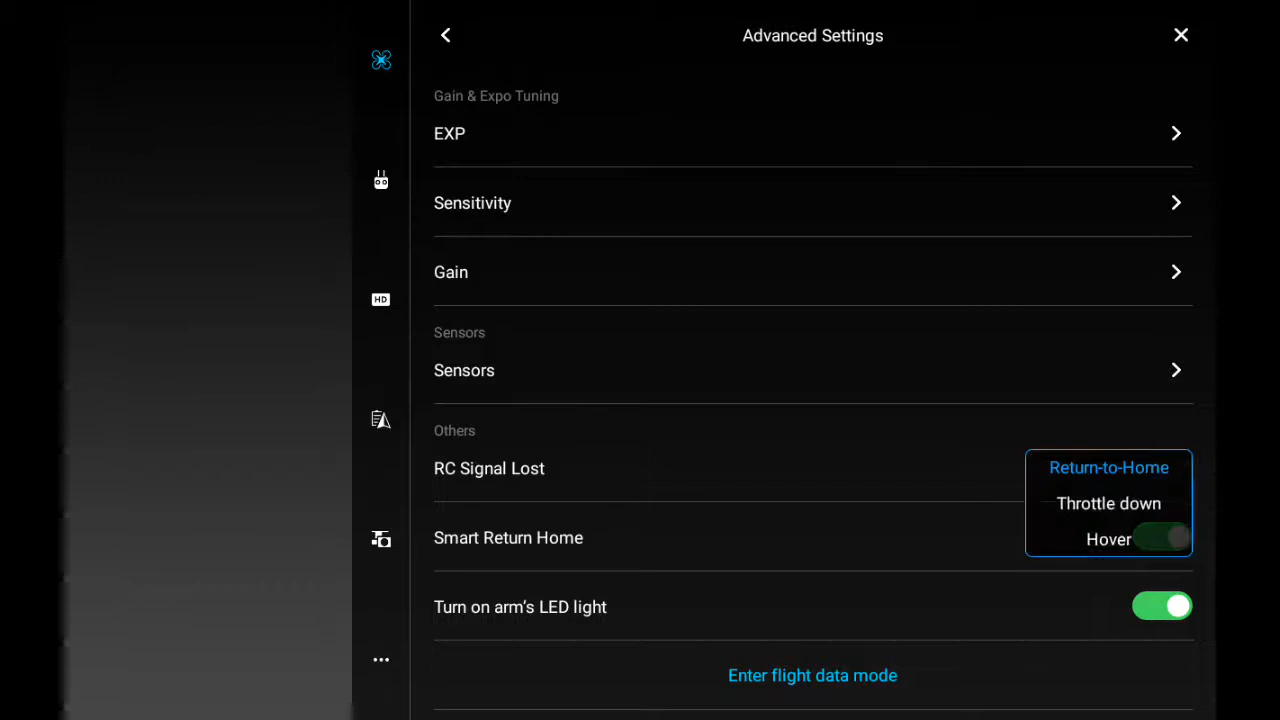 Advanced Settings
Gain & Expo Tuning
EXP
Sensitivity
Gain
HD
Sensors
Sensors
Others
RC Signal Lost
Return-to-Home
Throttle down
Smart Return Home
Hover
Turn on arm’s LED light
Enter flight data mode